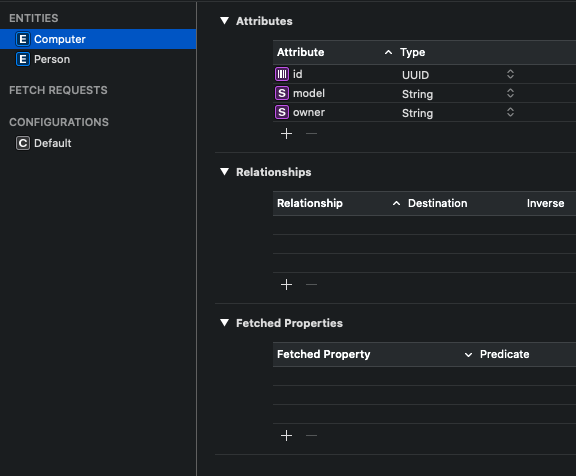 ENTITIES
E Computer
E Person
FETCH REQUESTS
CONFIGURATIONS
C Default
Attributes
Attribute Type
id UUID
S model String
S owner String
Relationships
Relationship Destination Inverse
Fetched Properties
Fetched Property Predicate